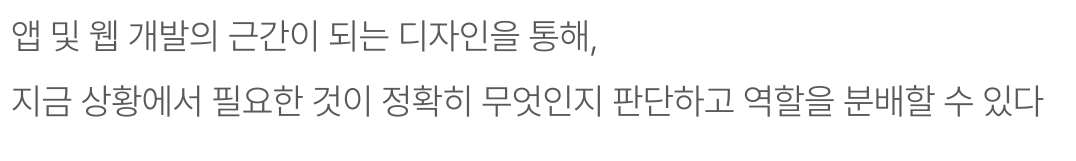 앱 및 웹 개발의 근간이 되는 디자인을 통해,
지금 상황에서 필요한 것이 정확히 무엇인지 판단하고 역할을 분배할 수 있다